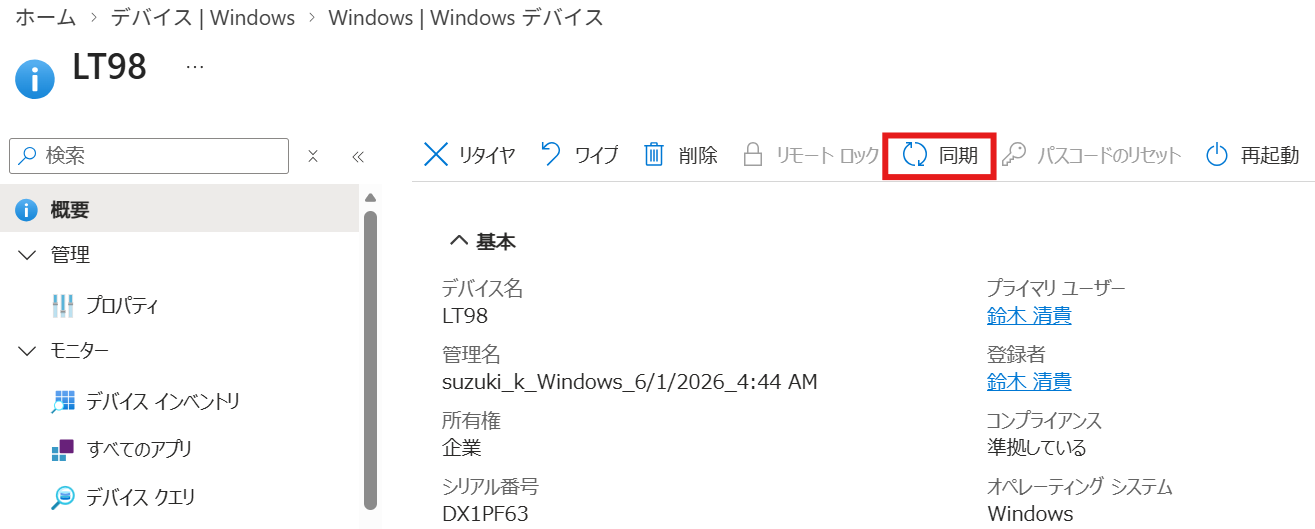 ホーム > デバイス | Windows > Windows | Windows デバイス
LT98 ...
検索
リタイヤ ワイプ 削除 リモート ロック 同期 パスコードのリセット 再起動
概要
管理
プロパティ
モニター
デバイス インベントリ
すべてのアプリ
デバイス クエリ
基本
デバイス名
LT98
管理名
suzuki_k_Windows_6/1/2026_4:44 AM
所有権
企業
シリアル番号
DX1PF63
プライマリ ユーザー
鈴木 清貴
登録者
鈴木 清貴
コンプライアンス
準拠している
オペレーティング システム
Windows